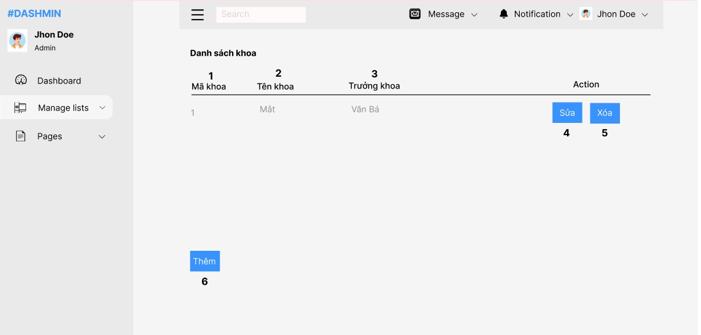 #DASHMIN
Jhon Doe
Admin
Dashboard
Manage lists
Pages
Search
Message
Notification
Jhon Doe
Danh sách khoa
1 2 3
Mã khoa Tên khoa Trưởng khoa Action
1 Mắt Văn Bá Sửa Xóa
4 5
Thêm
6